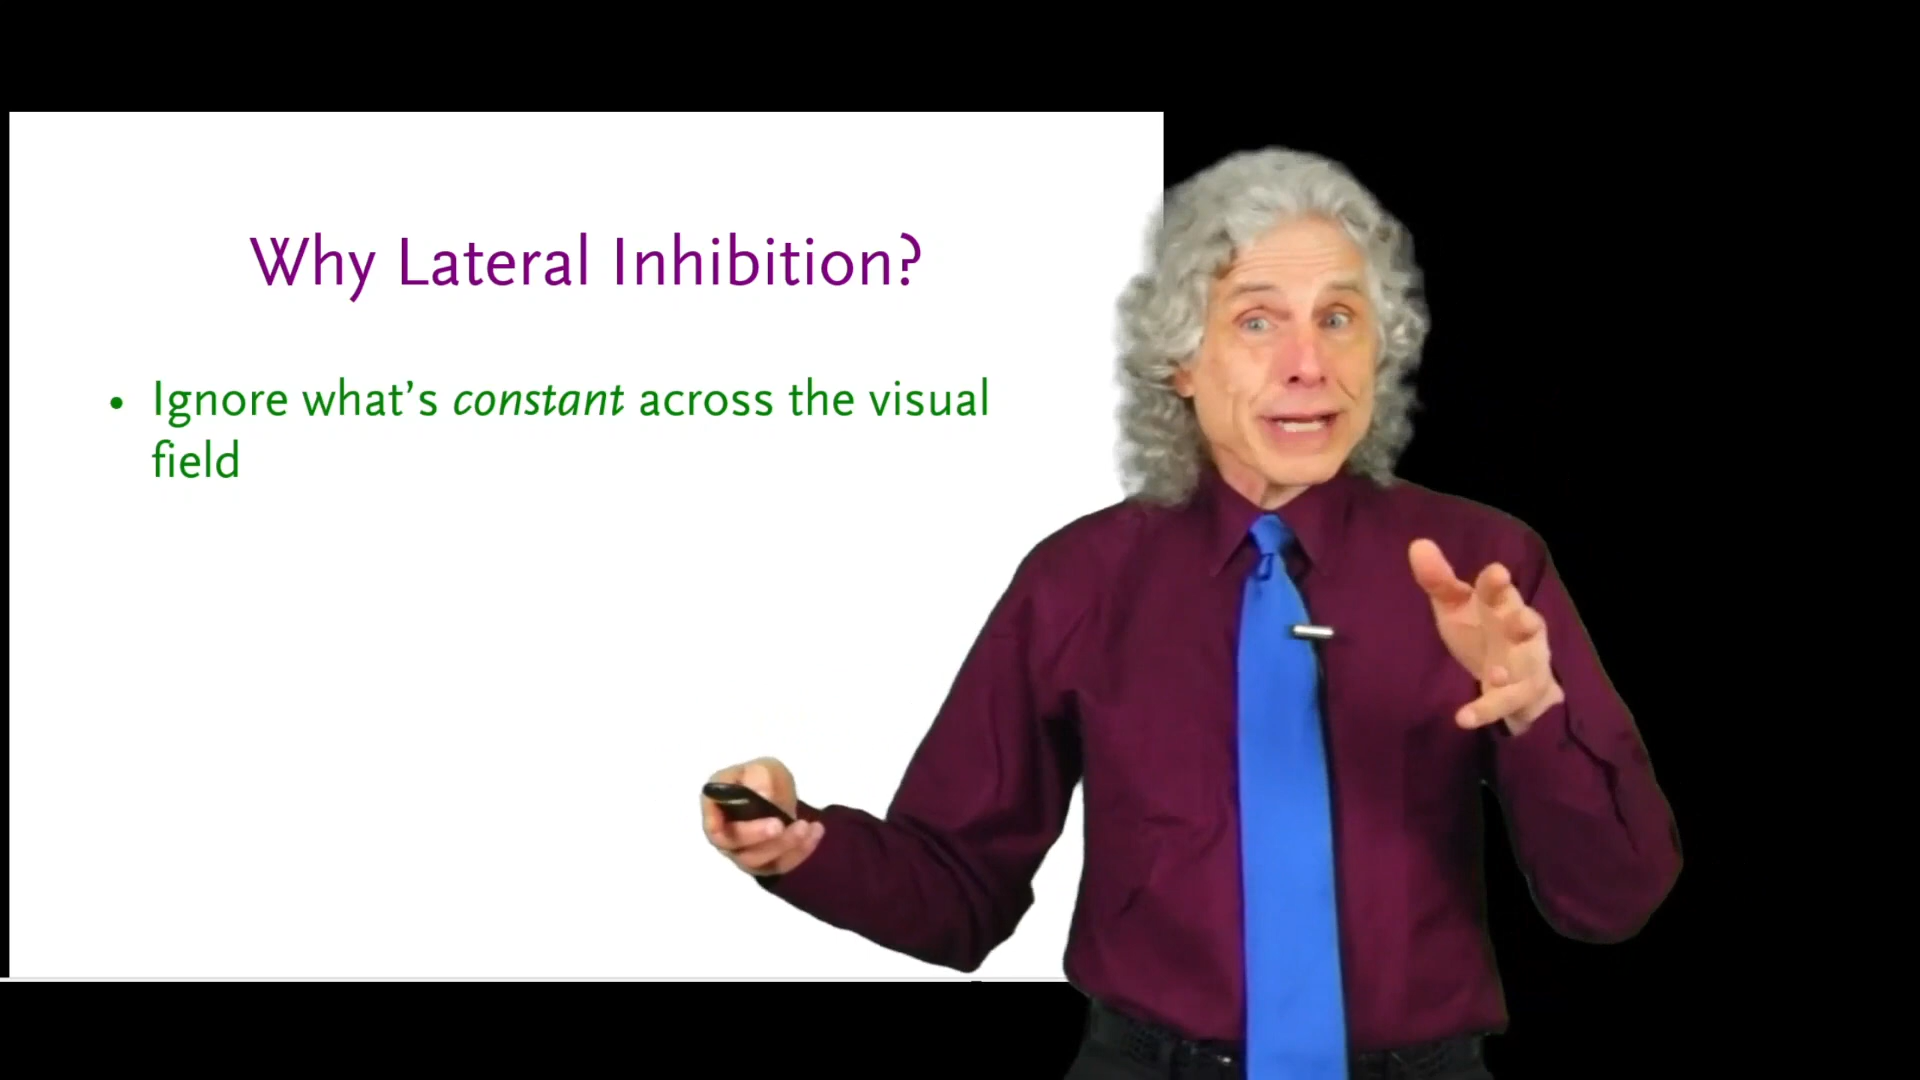 Why Lateral Inhibition?
• Ignore what's constant across the visual
field